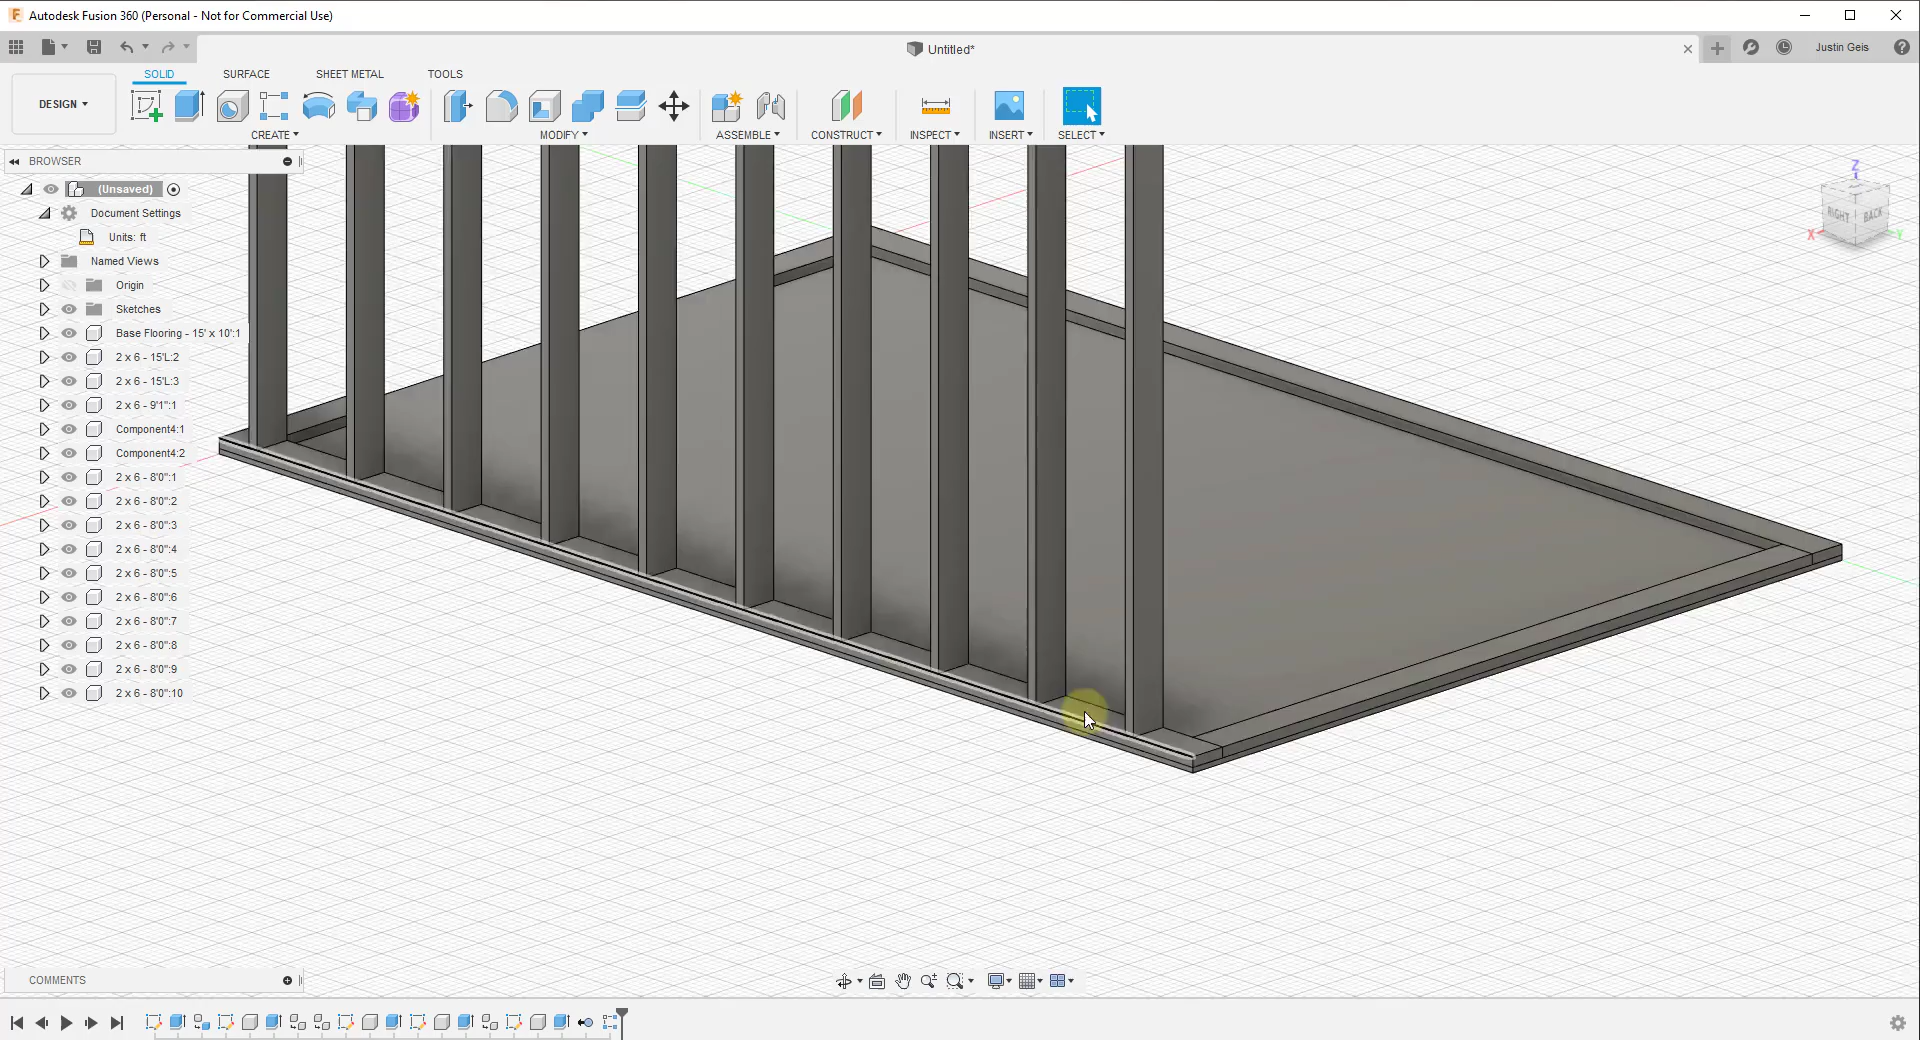 Autodesk Fusion 360 (Personal - Not for Commercial Use)
Untitled*
Justin Geis
DESIGN
SOLID SURFACE SHEET METAL TOOLS
CREATE MODIFY ASSEMBLE CONSTRUCT INSPECT INSERT SELECT
BROWSER
(Unsaved)
Document Settings
Units: ft
Named Views
Origin
Sketches
Base Flooring - 15' x 10':1
2 x 6 - 15'L:2
2 x 6 - 15'L:3
2 x 6 - 9'1":1
Component4:1
Component4:2
2 x 6 - 8'0":1
2 x 6 - 8'0":2
2 x 6 - 8'0":3
2 x 6 - 8'0":4
2 x 6 - 8'0":5
2 x 6 - 8'0":6
2 x 6 - 8'0":7
2 x 6 - 8'0":8
2 x 6 - 8'0":9
2 x 6 - 8'0":10
Z
RIGHT BACK
X Y
COMMENTS